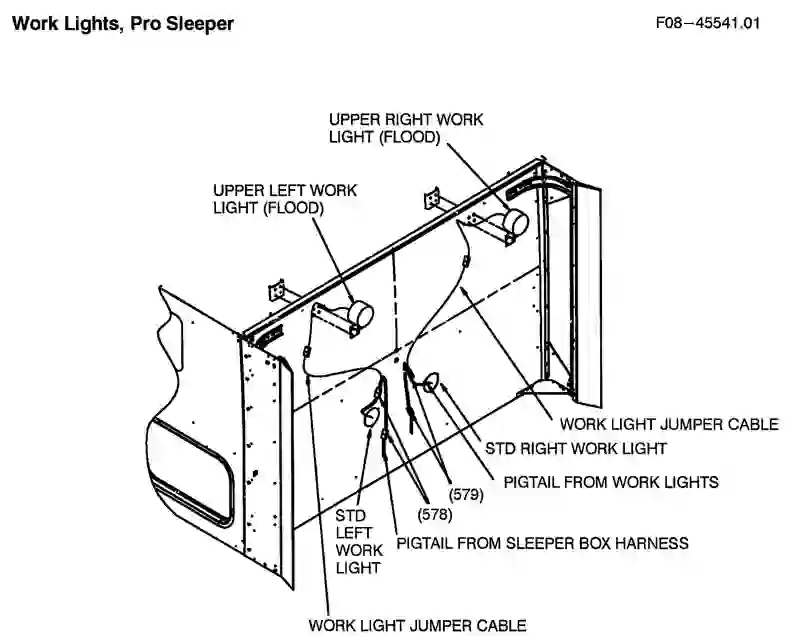 Work Lights, Pro Sleeper
F08-45541.01
UPPER RIGHT WORK
LIGHT (FLOOD)
UPPER LEFT WORK
LIGHT (FLOOD)
WORK LIGHT JUMPER CABLE
STD RIGHT WORK LIGHT
PIGTAIL FROM WORK LIGHTS
(579)
(578)
STD
LEFT
WORK
LIGHT
PIGTAIL FROM SLEEPER BOX HARNESS
WORK LIGHT JUMPER CABLE